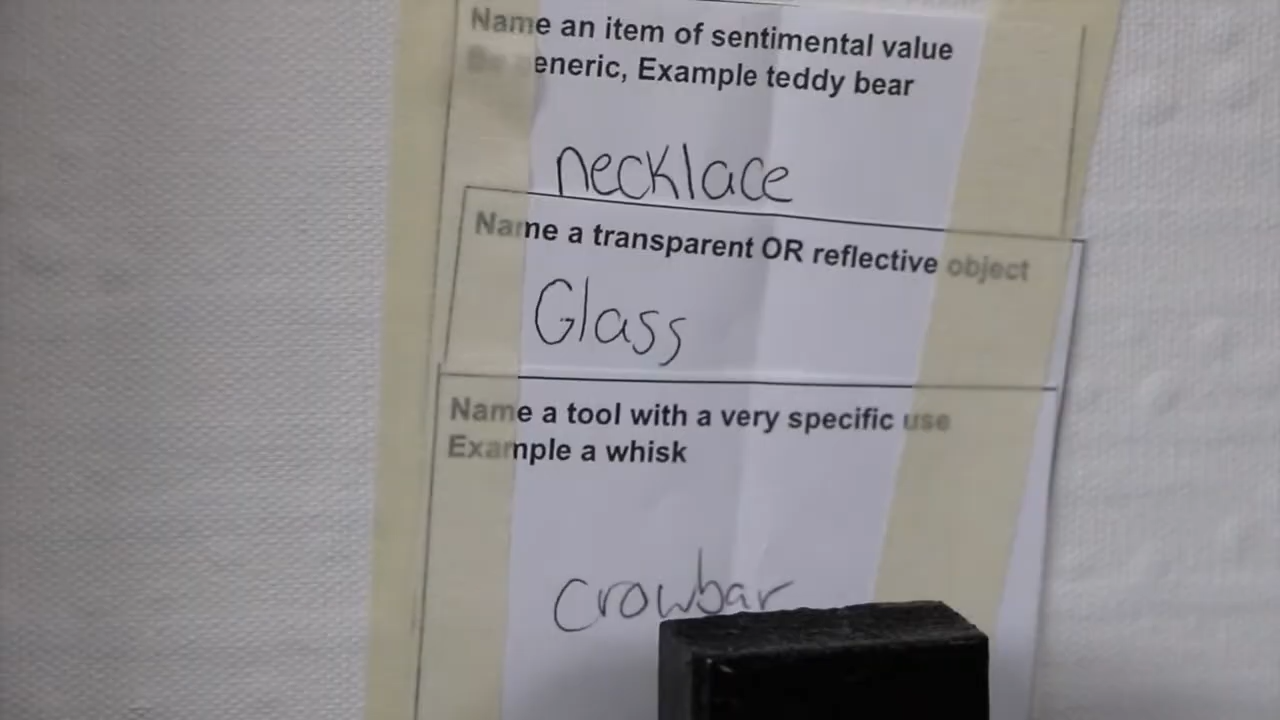 Name an item of sentimental value
eneric, Example teddy bear
necklace
Name a transparent OR reflective object
Glass
Name a tool with a very specific use
Example a whisk
crowbar